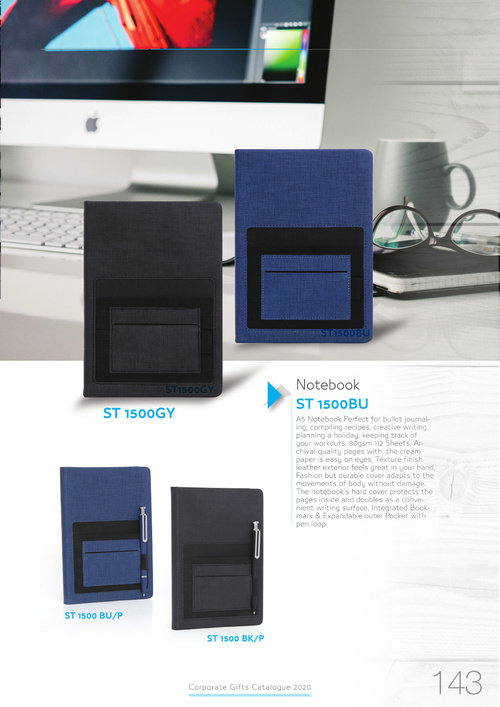 ST1500BU
ST1500GY
ST 1500GY
Notebook
ST 1500BU
A5 Notebook Perfect for bullet journal-
ing, compiling recipes, creative writing,
planning a holiday, keeping track of
your workouts, 80gsm 112 Sheets, Ar-
chival-quality pages with, the cream
paper is easy on eyes, Texture finish
leather exterior feels great in your hand,
Fashion but durable cover adapts to the
movements of body without damage.
The notebook's hard cover protects the
pages inside and doubles as a conve-
nient writing surface, Integrated Book-
mark & Expandable outer Pocket with
pen loop.
ST 1500 BU/P
ST 1500 BK/P
Corporate Gifts Catalogue 2020
143